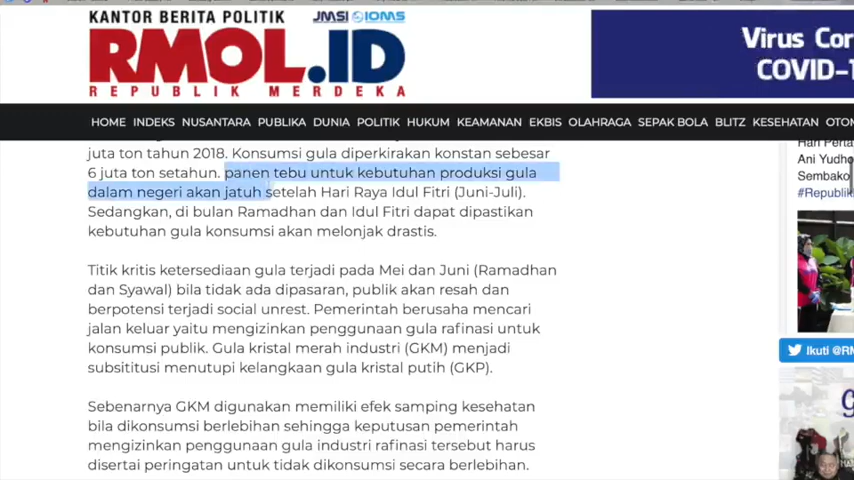 KANTOR BERITA POLITIK
JMSI IOMS
RMOL.ID
REPUBLIK MERDEKA
Virus Cor
COVID-1
HOME INDEKS NUSANTARA PUBLIKA DUNIA POLITIK HUKUM KEAMANAN EKBIS OLAHRAGA SEPAK BOLA BLITZ KESEHATAN OTOM
juta ton tahun 2018. Konsumsi gula diperkirakan konstan sebesar
6 juta ton setahun. panen tebu untuk kebutuhan produksi gula
dalam negeri akan jatuh setelah Hari Raya Idul Fitri (Juni-Juli).
Sedangkan, di bulan Ramadhan dan Idul Fitri dapat dipastikan
kebutuhan gula konsumsi akan melonjak drastis.
Titik kritis ketersediaan gula terjadi pada Mei dan Juni (Ramadhan
dan Syawal) bila tidak ada dipasaran, publik akan resah dan
berpotensi terjadi social unrest. Pemerintah berusaha mencari
jalan keluar yaitu mengizinkan penggunaan gula rafinasi untuk
konsumsi publik. Gula kristal merah industri (GKM) menjadi
subsititusi menutupi kelangkaan gula kristal putih (GKP).
Sebenarnya GKM digunakan memiliki efek samping kesehatan
bila dikonsumsi berlebihan sehingga keputusan pemerintah
mengizinkan penggunaan gula industri rafinasi tersebut harus
disertai peringatan untuk tidak dikonsumsi secara berlebihan.
Hari Perta
Ani Yudho
Sembako
#Republik
Ikuti @RM